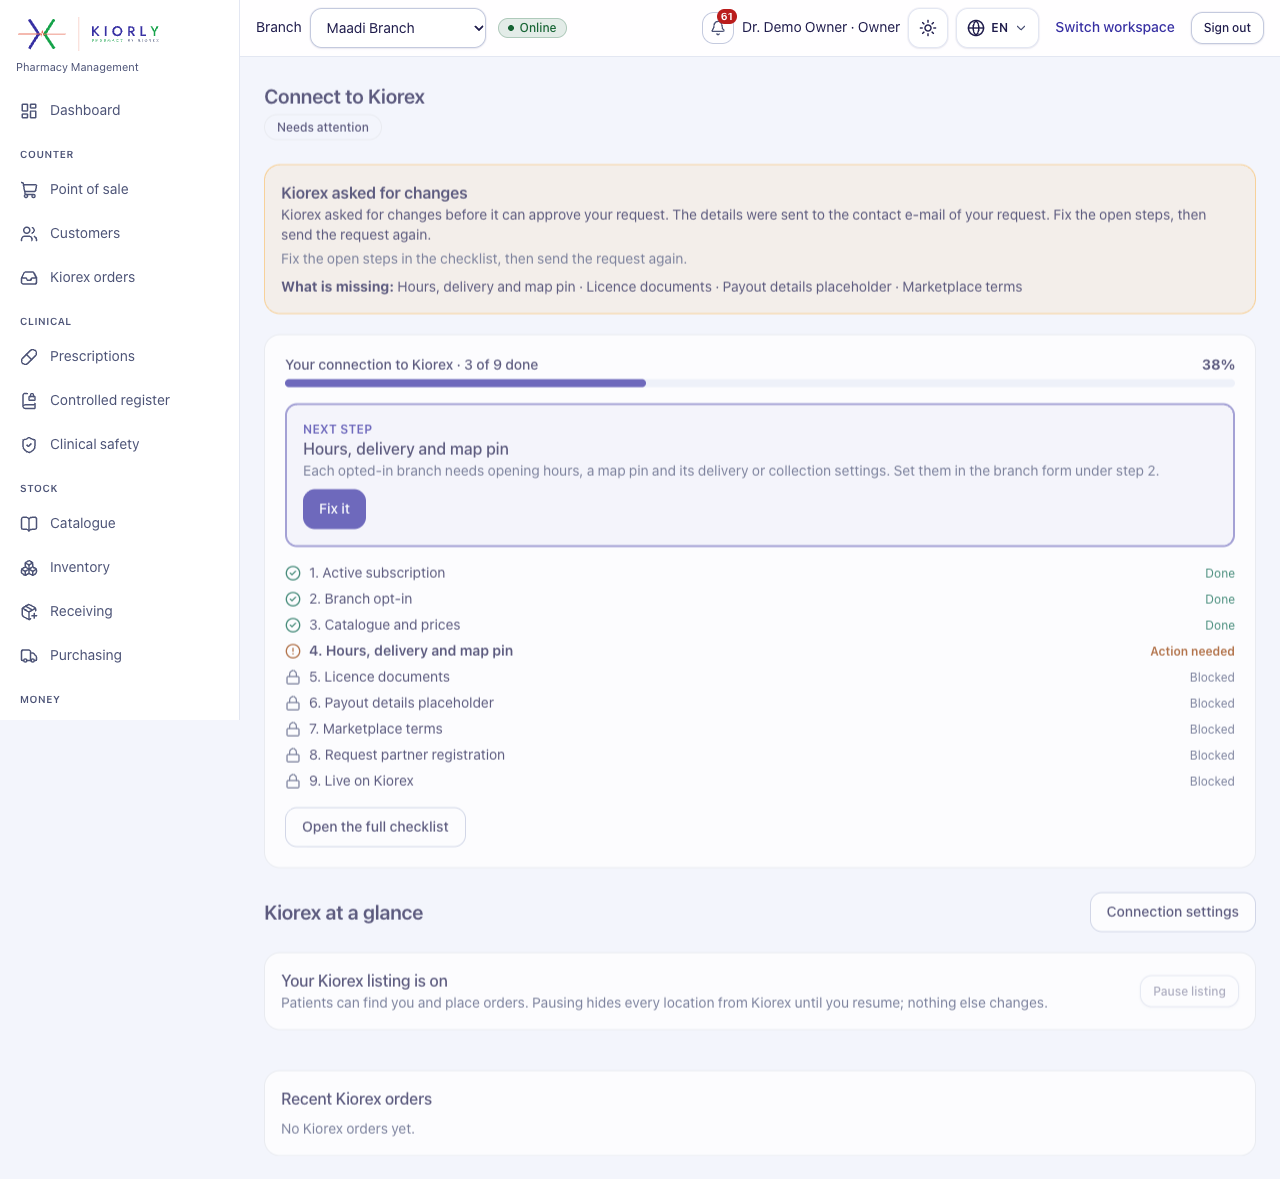 KIORLY
PHARMACY BY KIOREX
Pharmacy Management
Dashboard
COUNTER
Point of sale
Customers
Kiorex orders
CLINICAL
Prescriptions
Controlled register
Clinical safety
STOCK
Catalogue
Inventory
Receiving
Purchasing
MONEY
Branch
Maadi Branch
Online
61
Dr. Demo Owner · Owner
EN
Switch workspace
Sign out
Connect to Kiorex
Needs attention
Kiorex asked for changes
Kiorex asked for changes before it can approve your request. The details were sent to the contact e-mail of your request. Fix the open steps, then
send the request again.
Fix the open steps in the checklist, then send the request again.
What is missing: Hours, delivery and map pin · Licence documents · Payout details placeholder · Marketplace terms
Your connection to Kiorex · 3 of 9 done
38%
NEXT STEP
Hours, delivery and map pin
Each opted-in branch needs opening hours, a map pin and its delivery or collection settings. Set them in the branch form under step 2.
Fix it
1. Active subscription Done
2. Branch opt-in Done
3. Catalogue and prices Done
4. Hours, delivery and map pin Action needed
5. Licence documents Blocked
6. Payout details placeholder Blocked
7. Marketplace terms Blocked
8. Request partner registration Blocked
9. Live on Kiorex Blocked
Open the full checklist
Kiorex at a glance
Connection settings
Your Kiorex listing is on
Patients can find you and place orders. Pausing hides every location from Kiorex until you resume; nothing else changes.
Pause listing
Recent Kiorex orders
No Kiorex orders yet.